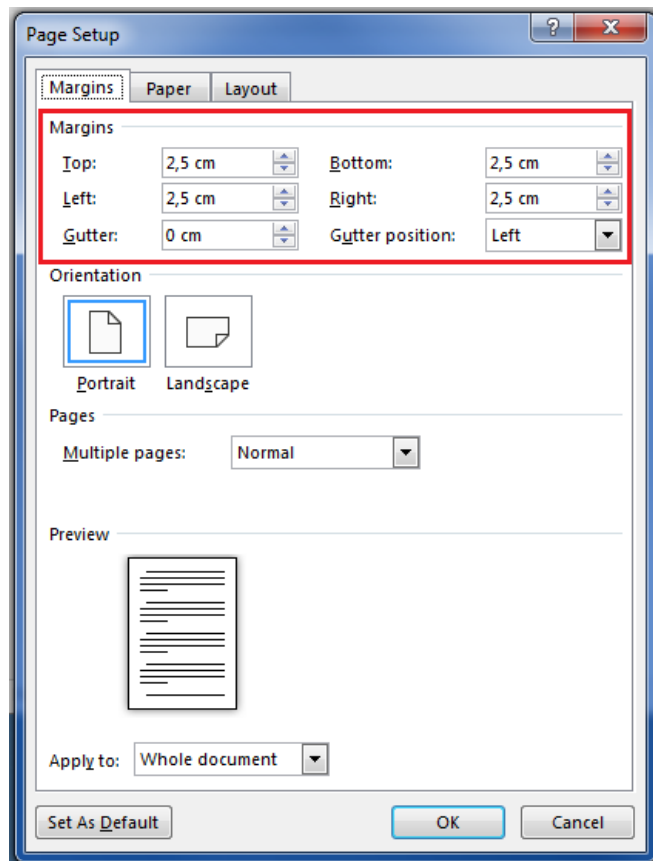 Page Setup
Margins Paper Layout
Margins
Top: 2,5 cm Bottom: 2,5 cm
Left: 2,5 cm Right: 2,5 cm
Gutter: 0 cm Gutter position: Left
Orientation
Portrait Landscape
Pages
Multiple pages: Normal
Preview
Apply to: Whole document
Set As Default OK Cancel